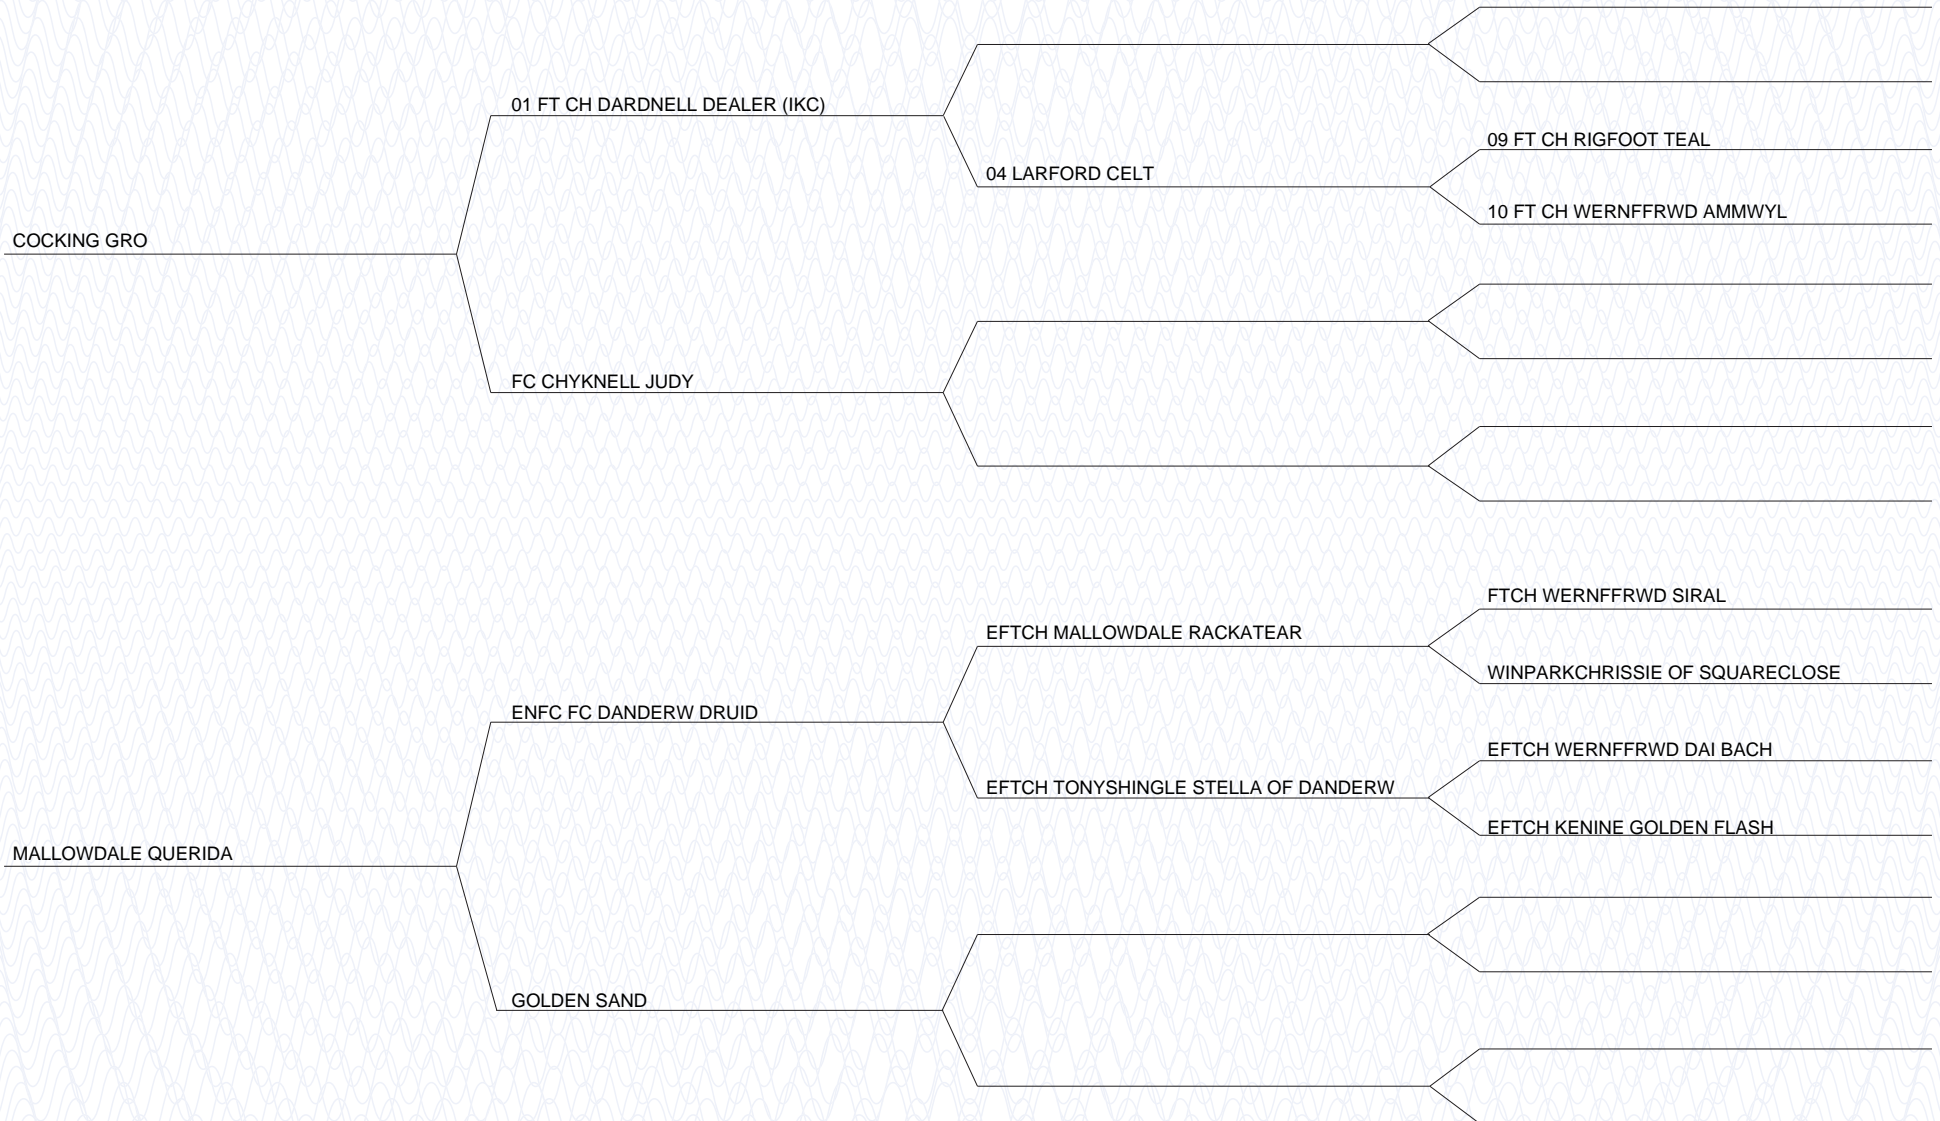 01 FT CH DARDNELL DEALER (IKC)
09 FT CH RIGFOOT TEAL
04 LARFORD CELT
10 FT CH WERNFFRWD AMMWYL
COCKING GRO
FC CHYKNELL JUDY
FTCH WERNFFRWD SIRAL
EFTCH MALLOWDALE RACKATEAR
WINPARKCHRISSIE OF SQUARECLOSE
ENFC FC DANDERW DRUID
EFTCH WERNFFRWD DAI BACH
EFTCH TONYSHINGLE STELLA OF DANDERW
EFTCH KENINE GOLDEN FLASH
MALLOWDALE QUERIDA
GOLDEN SAND